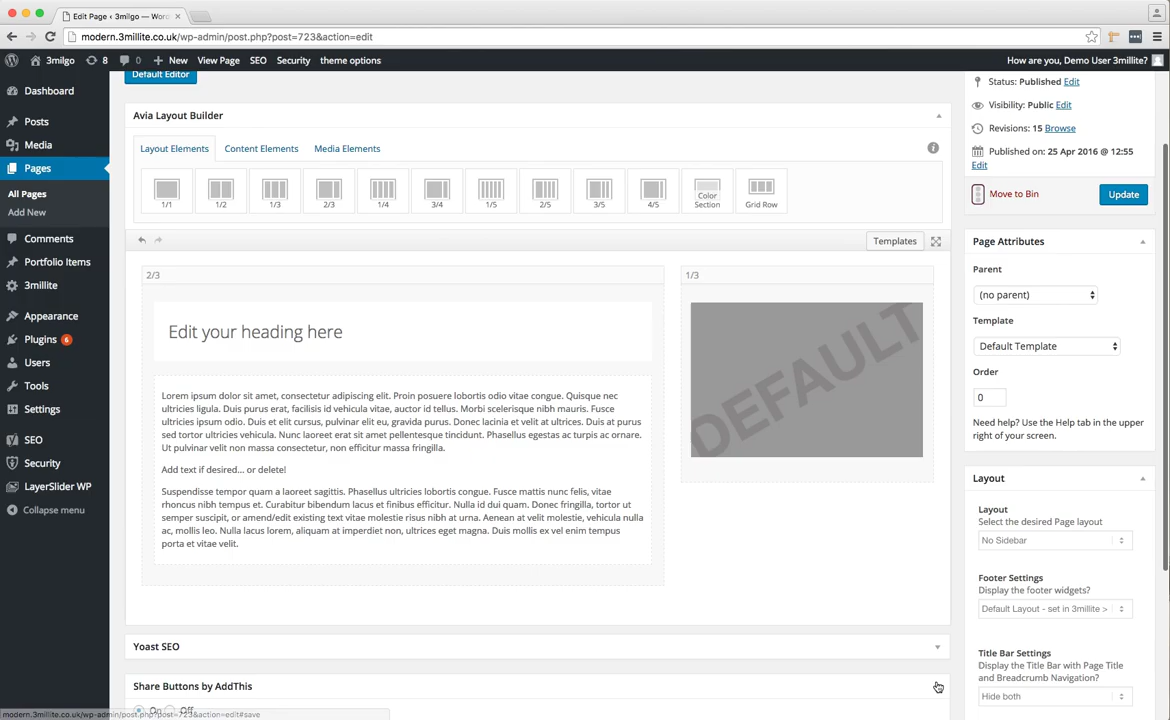 Edit Page ‹ 3milgo — Wor
modern.3millite.co.uk/wp-admin/post.php?post=723&action=edit
3milgo 8 + New View Page SEO Security theme options How are you, Demo User 3millite?
Dashboard
Posts
Media
Pages
All Pages
Add New
Comments
Portfolio Items
3millite
Appearance
Plugins 6
Users
Tools
Settings
SEO
Security
LayerSlider WP
Collapse menu
Default Editor
Avia Layout Builder
Layout Elements Content Elements Media Elements
1/1 1/2 1/3 2/3 1/4 3/4 1/5 2/5 3/5 4/5 Color Section Grid Row
Templates
2/3
Edit your heading here
Lorem ipsum dolor sit amet, consectetur adipiscing elit. Proin posuere lobortis odio vitae congue. Quisque nec
ultricies ligula. Duis purus erat, facilisis id vehicula vitae, auctor id tellus. Morbi scelerisque nibh mauris. Fusce
ultricies ipsum odio. Duis et elit cursus, pulvinar elit eu, gravida purus. Donec lacinia et velit at ultrices. Duis at purus
sed tortor ultricies vehicula. Nunc laoreet erat sit amet pellentesque tincidunt. Phasellus egestas ac turpis ac ornare.
Ut pulvinar velit non massa consectetur, non efficitur massa fringilla.
Add text if desired... or delete!
Suspendisse tempor quam a laoreet sagittis. Phasellus ultricies lobortis congue. Fusce mattis nunc felis, vitae
rhoncus nibh tempus et. Curabitur bibendum lacus et finibus efficitur. Nulla id dui quam. Donec fringilla, tortor ut
semper suscipit, or amend/edit existing text vitae molestie risus nibh at urna. Aenean at velit molestie, vehicula nulla
ac, mollis leo. Nulla lacus lorem, aliquam at imperdiet non, ultrices eget magna. Duis mollis ex vel enim tempus
porta et vitae velit.
1/3
DEFAULT
Yoast SEO
Share Buttons by AddThis
On Off
modern.3millite.co.uk/wp-admin/post.php?post=723&action=edit#save
Status: Published Edit
Visibility: Public Edit
Revisions: 15 Browse
Published on: 25 Apr 2016 @ 12:55
Edit
Move to Bin Update
Page Attributes
Parent
(no parent)
Template
Default Template
Order
0
Need help? Use the Help tab in the upper
right of your screen.
Layout
Layout
Select the desired Page layout
No Sidebar
Footer Settings
Display the footer widgets?
Default Layout - set in 3millite >
Title Bar Settings
Display the Title Bar with Page Title
and Breadcrumb Navigation?
Hide both